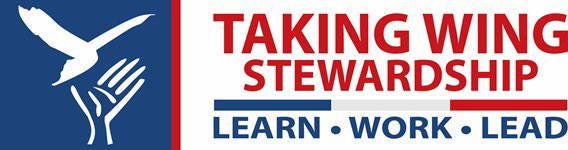 TAKING WING
STEWARDSHIP
LEARN • WORK • LEAD